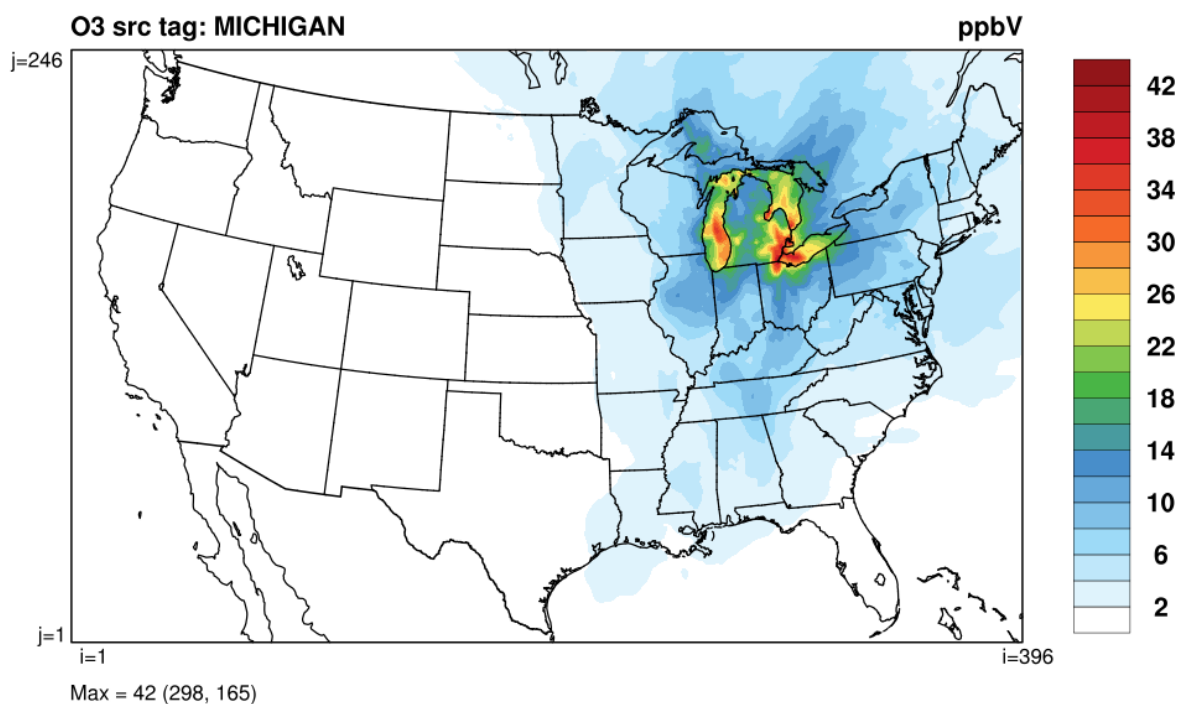 O3 src tag: MICHIGAN ppbV
j=246
42
38
34
30
26
22
18
14
10
6
2
j=1
i=1 i=396
Max = 42 (298, 165)